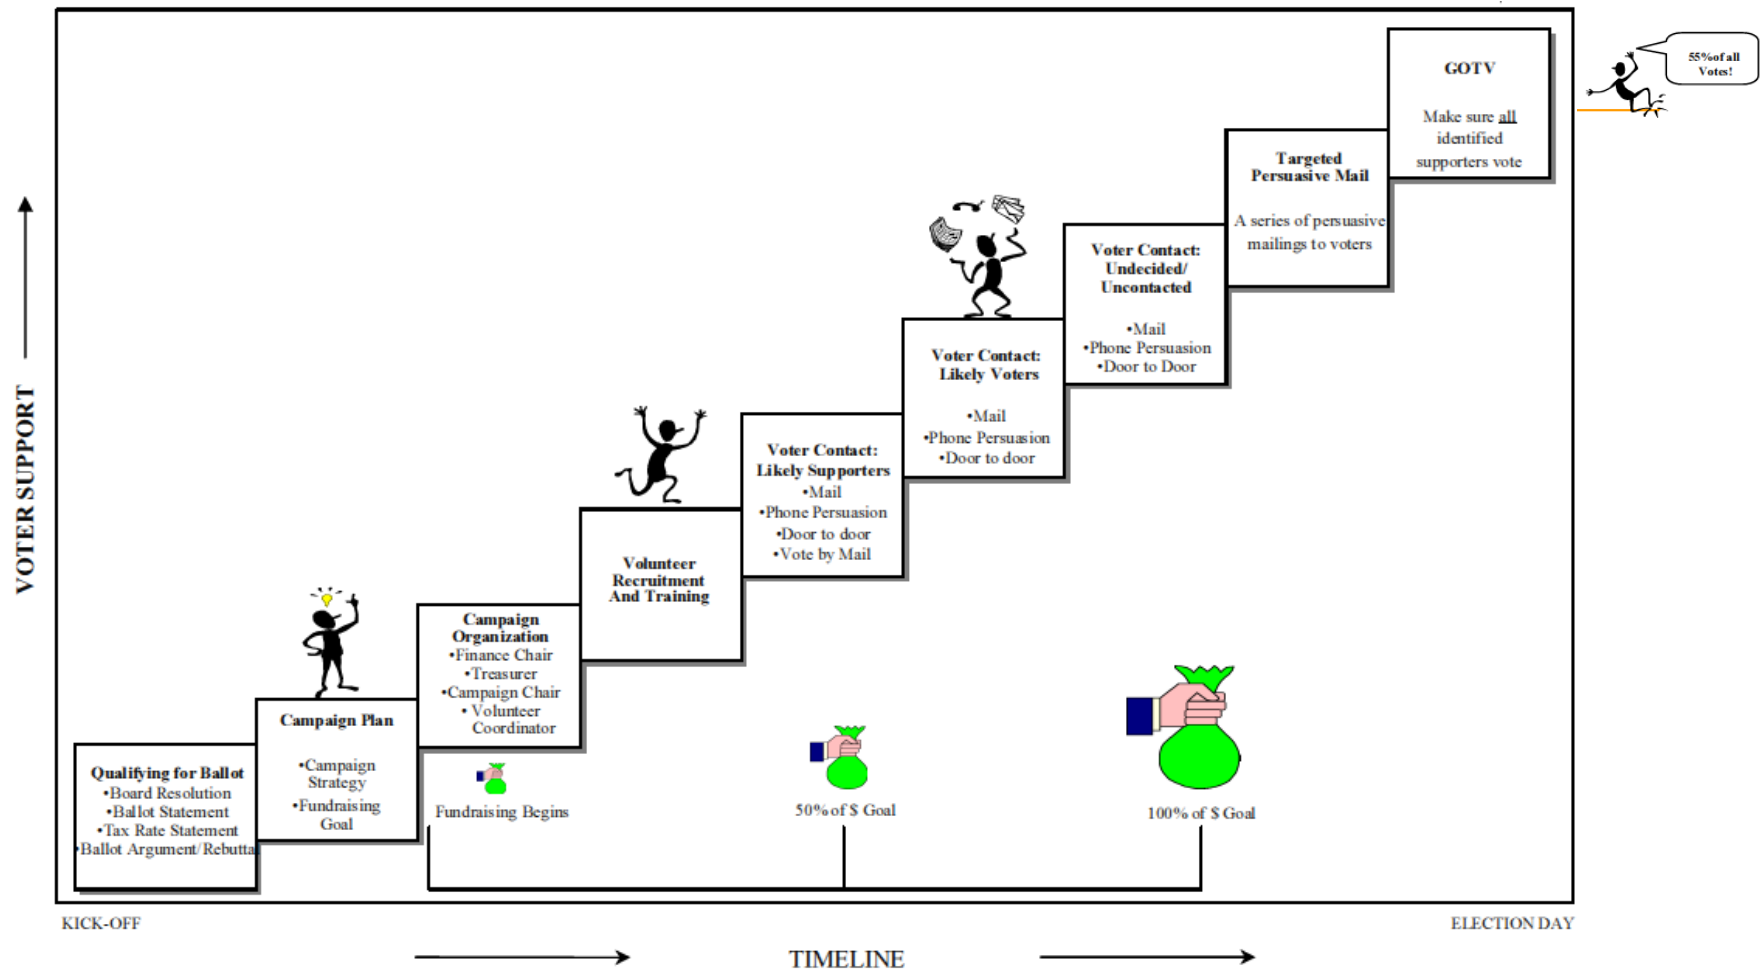 55%of all
Votes!
GOTV
Make sure all
identified
supporters vote
Targeted
Persuasive Mail
A series of persuasive
mailings to voters
Voter Contact:
Undecided/
Uncontacted
•Mail
•Phone Persuasion
•Door to Door
Voter Contact:
Likely Voters
•Mail
•Phone Persuasion
•Door to door
Voter Contact:
Likely Supporters
•Mail
•Phone Persuasion
•Door to door
•Vote by Mail
Volunteer
Recruitment
And Training
Campaign
Organization
•Finance Chair
•Treasurer
•Campaign Chair
• Volunteer
Coordinator
Campaign Plan
•Campaign
Strategy
•Fundraising
Goal
Qualifying for Ballot
•Board Resolution
•Ballot Statement
•Tax Rate Statement
•Ballot Argument/Rebutta
Fundraising Begins
50% of $ Goal
100% of $ Goal
VOTER SUPPORT
KICK-OFF
ELECTION DAY
TIMELINE